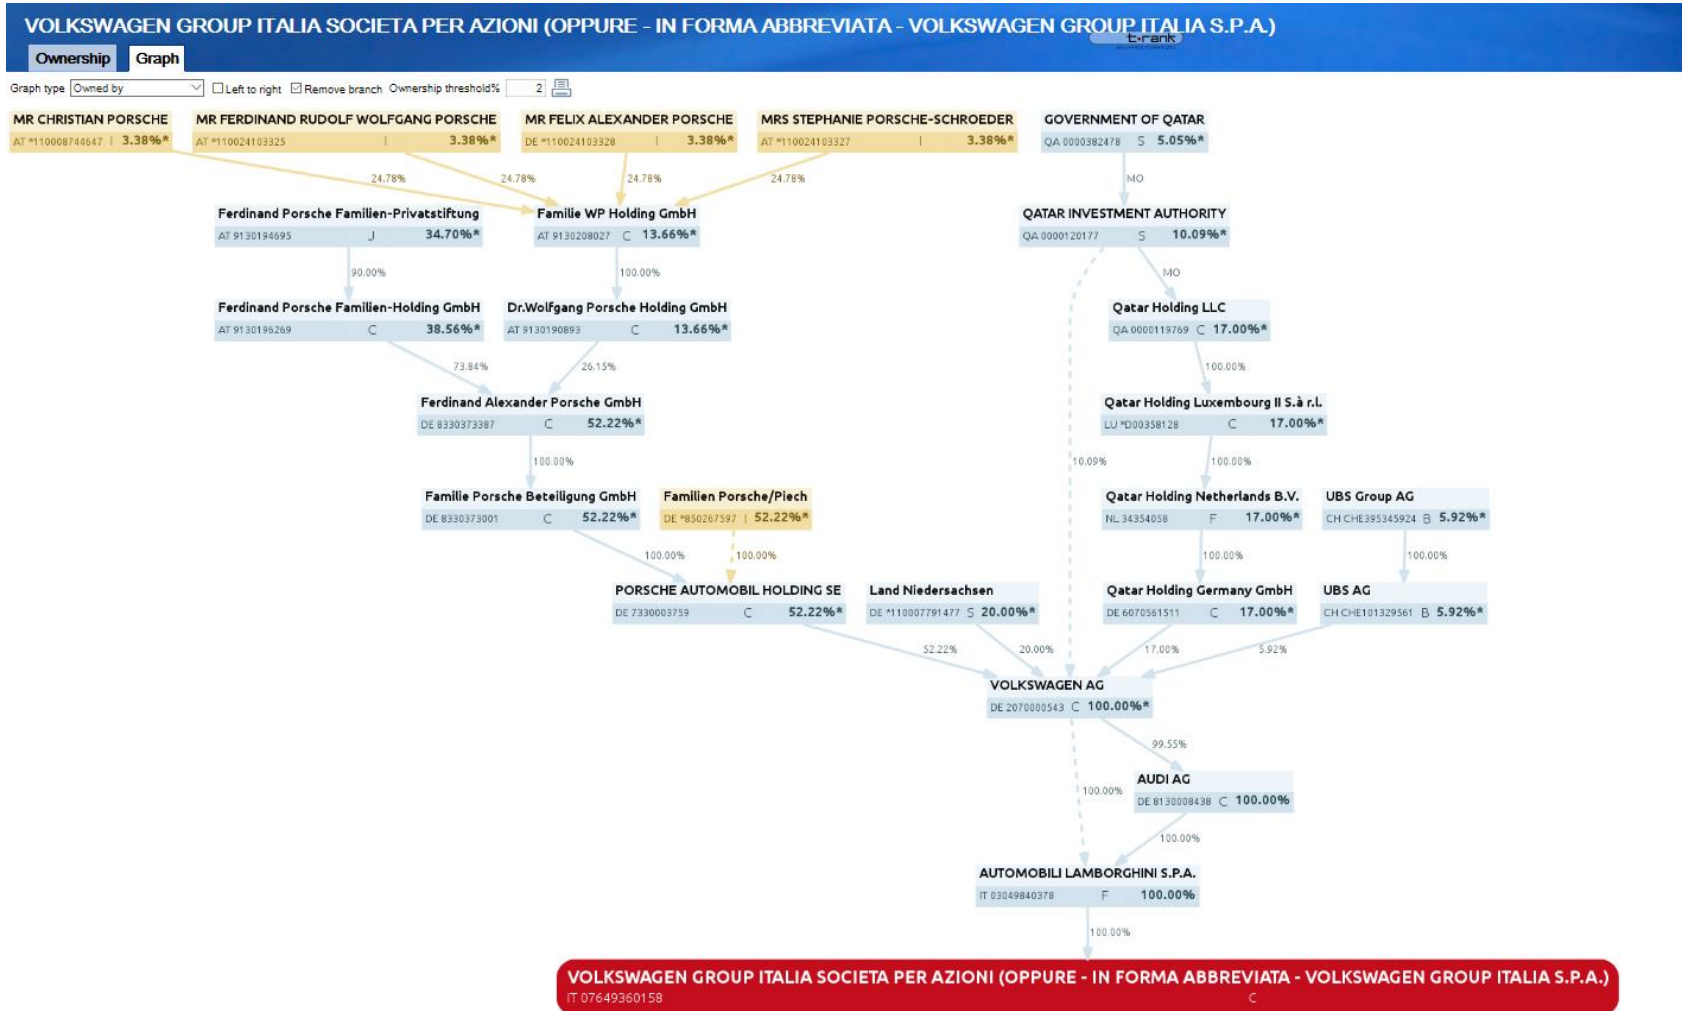 VOLKSWAGEN GROUP ITALIA SOCIETA PER AZIONI (OPPURE - IN FORMA ABBREVIATA - VOLKSWAGEN GROUP ITALIA S.P.A.)
t-rank
Ownership Graph
Graph type Owned by Left to right Remove branch Ownership threshold% 2
MR CHRISTIAN PORSCHE MR FERDINAND RUDOLF WOLFGANG PORSCHE MR FELIX ALEXANDER PORSCHE MRS STEPHANIE PORSCHE-SCHROEDER GOVERNMENT OF QATAR
AT *110008744647 I 3.38%* AT *110024103325 I 3.38%* DE *110024103328 I 3.38%* AT *110024103327 I 3.38%* QA 0000382478 S 5.05%*
24.78% 24.78% 24.78% 24.78% MO
Ferdinand Porsche Familien-Privatstiftung Familie WP Holding GmbH QATAR INVESTMENT AUTHORITY
AT 9130194695 J 34.70%* AT 9130208027 C 13.66%* QA 0000120177 S 10.09%*
90.00% 100.00% MO
Ferdinand Porsche Familien-Holding GmbH Dr.Wolfgang Porsche Holding GmbH Qatar Holding LLC
AT 9130196269 C 38.56%* AT 9130190893 C 13.66%* QA 0000119769 C 17.00%*
73.84% 26.15% 100.00%
Ferdinand Alexander Porsche GmbH Qatar Holding Luxembourg II S.à r.l.
DE 8330373387 C 52.22%* LU *D00358128 C 17.00%*
100.00% 10.09% 100.00%
Familie Porsche Beteiligung GmbH Familien Porsche/Piech Qatar Holding Netherlands B.V. UBS Group AG
DE 8330373001 C 52.22%* DE *850267597 I 52.22%* NL 34354058 F 17.00%* CH CHE395345924 B 5.92%*
100.00% 100.00% 100.00% 100.00%
PORSCHE AUTOMOBIL HOLDING SE Land Niedersachsen Qatar Holding Germany GmbH UBS AG
DE 7330003759 C 52.22%* DE *110007791477 S 20.00%* DE 6070561511 C 17.00%* CH CHE101329561 B 5.92%*
52.22% 20.00% 17.00% 5.92%
VOLKSWAGEN AG
DE 2070000543 C 100.00%*
99.55%
AUDI AG
100.00% DE 8130008438 C 100.00%
100.00%
AUTOMOBILI LAMBORGHINI S.P.A.
IT 03049840378 F 100.00%
100.00%
VOLKSWAGEN GROUP ITALIA SOCIETA PER AZIONI (OPPURE - IN FORMA ABBREVIATA - VOLKSWAGEN GROUP ITALIA S.P.A.)
IT 07649360158 C